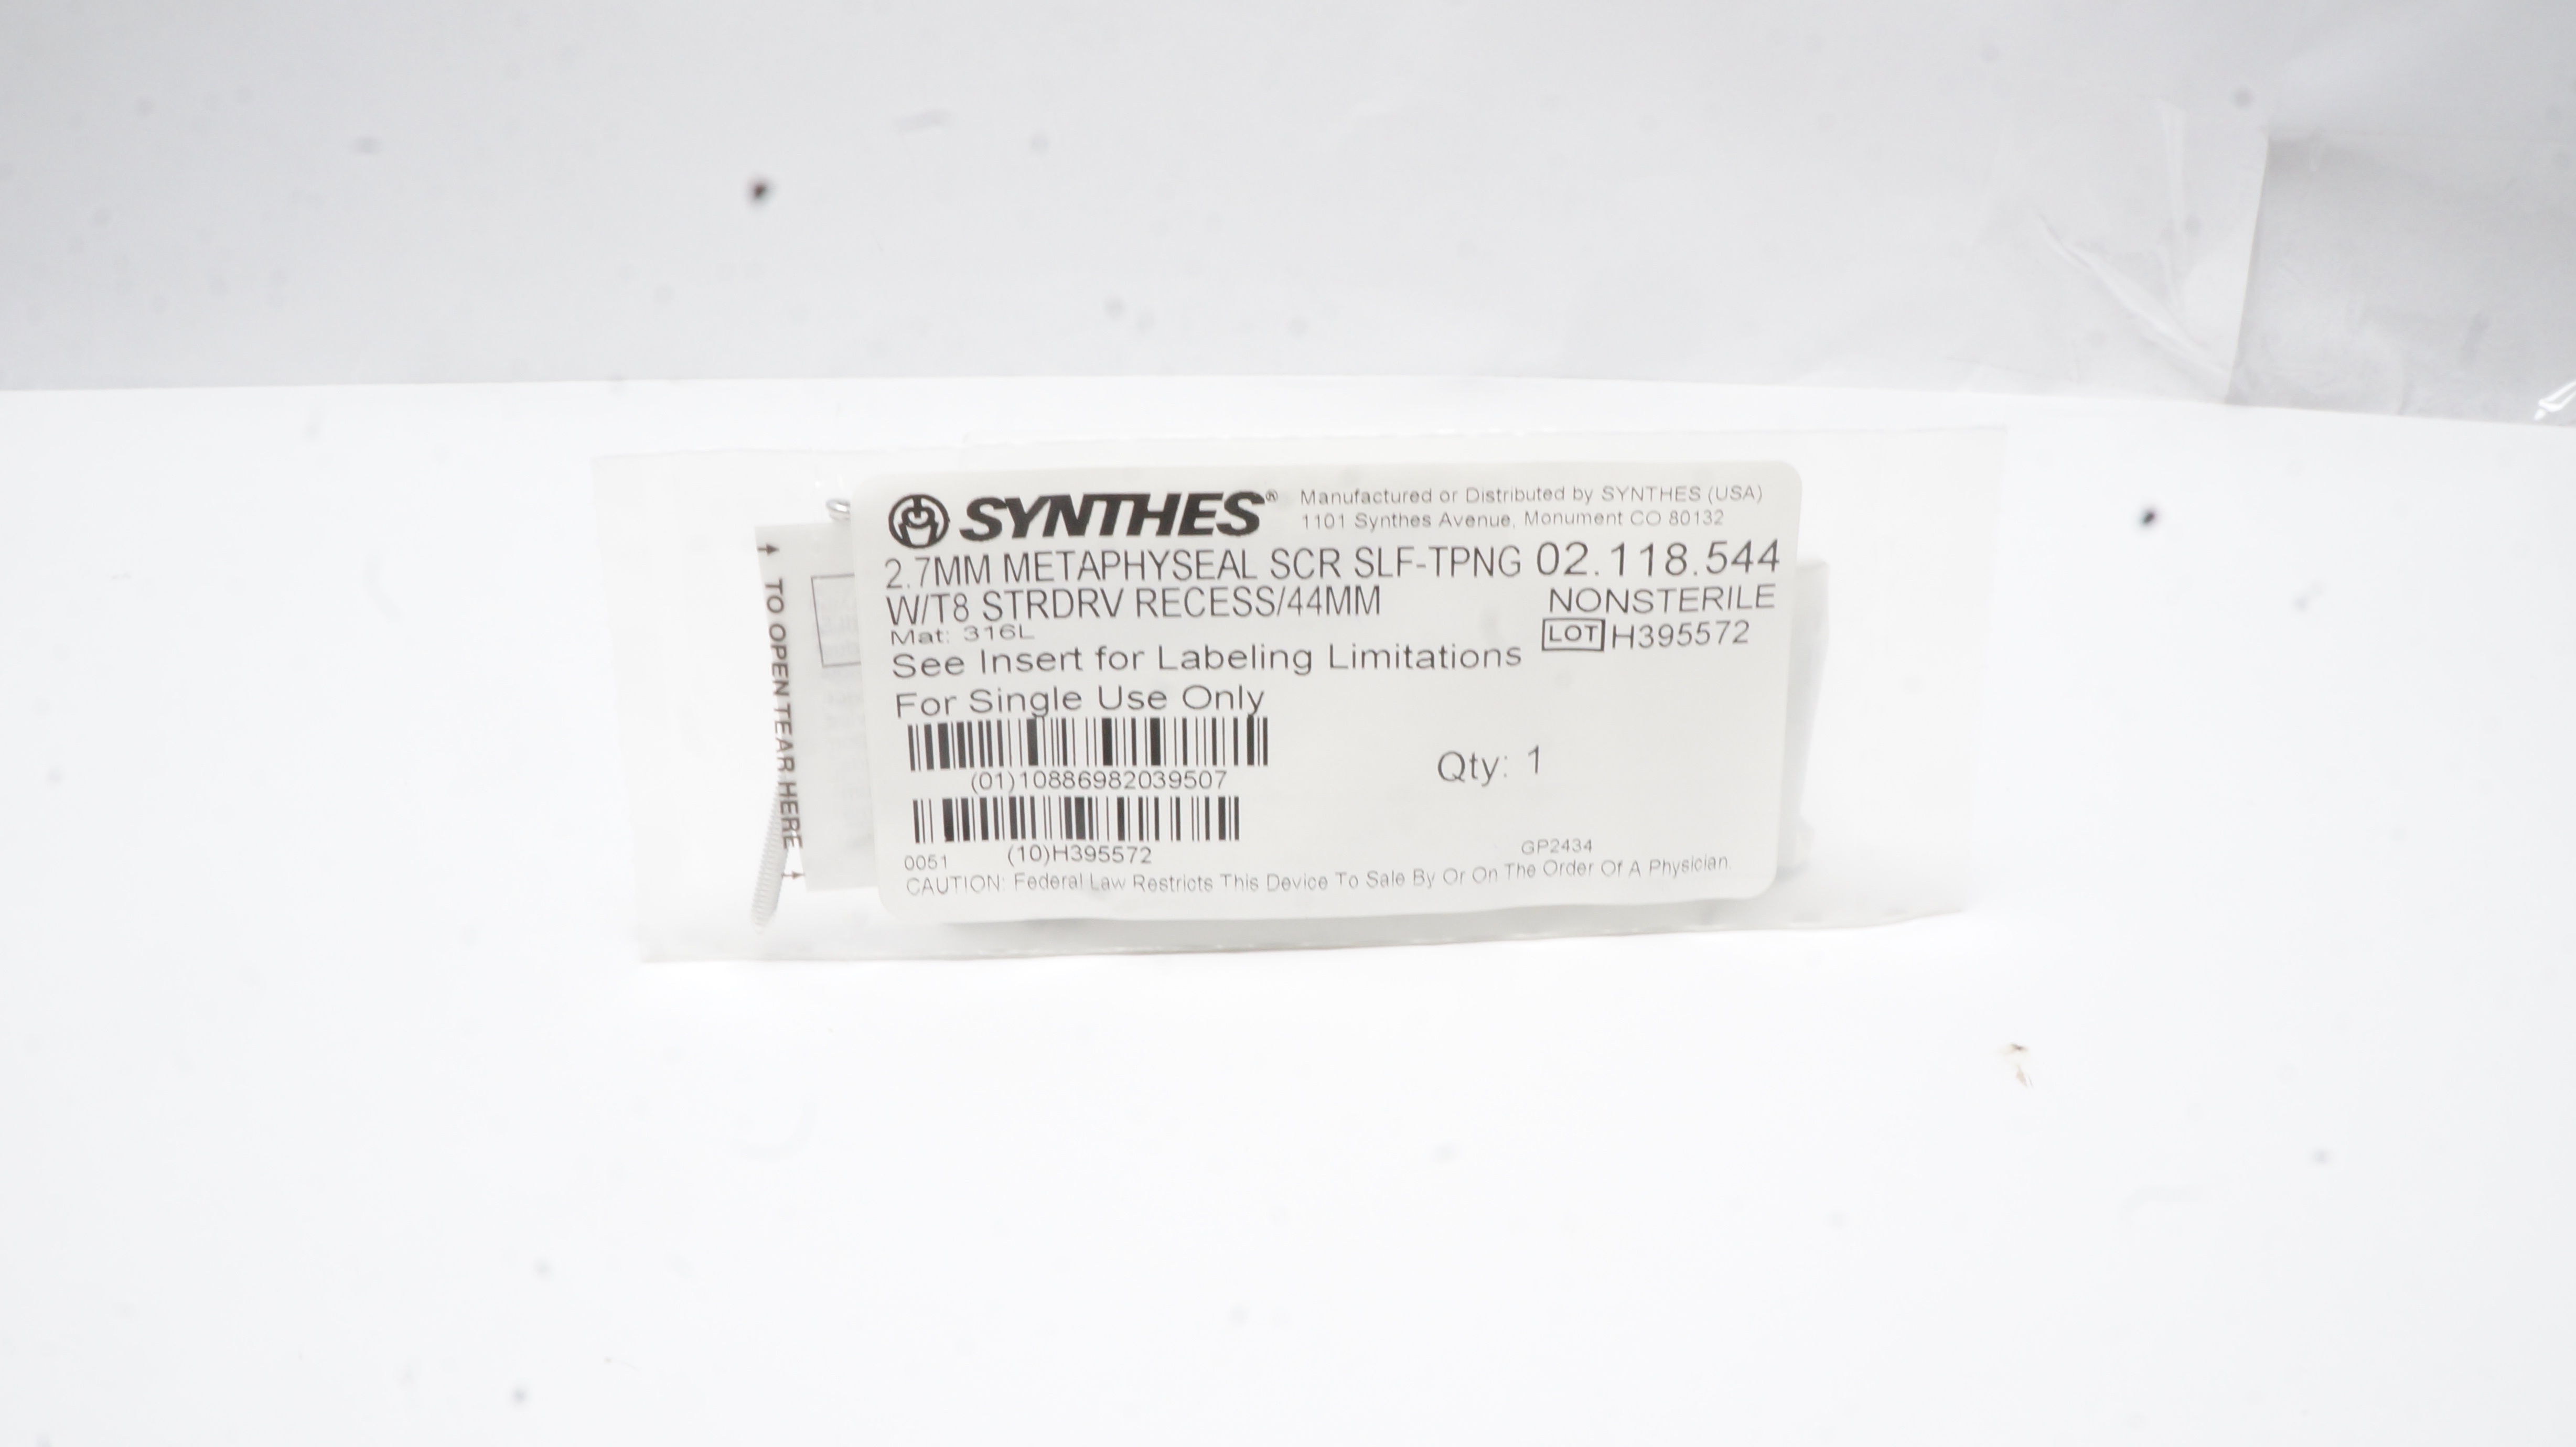 SYNTHES® Manufactured or Distributed by SYNTHES (USA)
1101 Synthes Avenue, Monument CO 80132
2.7MM METAPHYSEAL SCR SLF-TPNG 02.118.544
W/T8 STRDRV RECESS/44MM NONSTERILE
Mat: 316L
LOT H395572
See Insert for Labeling Limitations
For Single Use Only
(01)10886982039507
Qty: 1
0051 (10)H395572
GP2434
CAUTION: Federal Law Restricts This Device To Sale By Or On The Order Of A Physician.
TO OPEN TEAR HERE